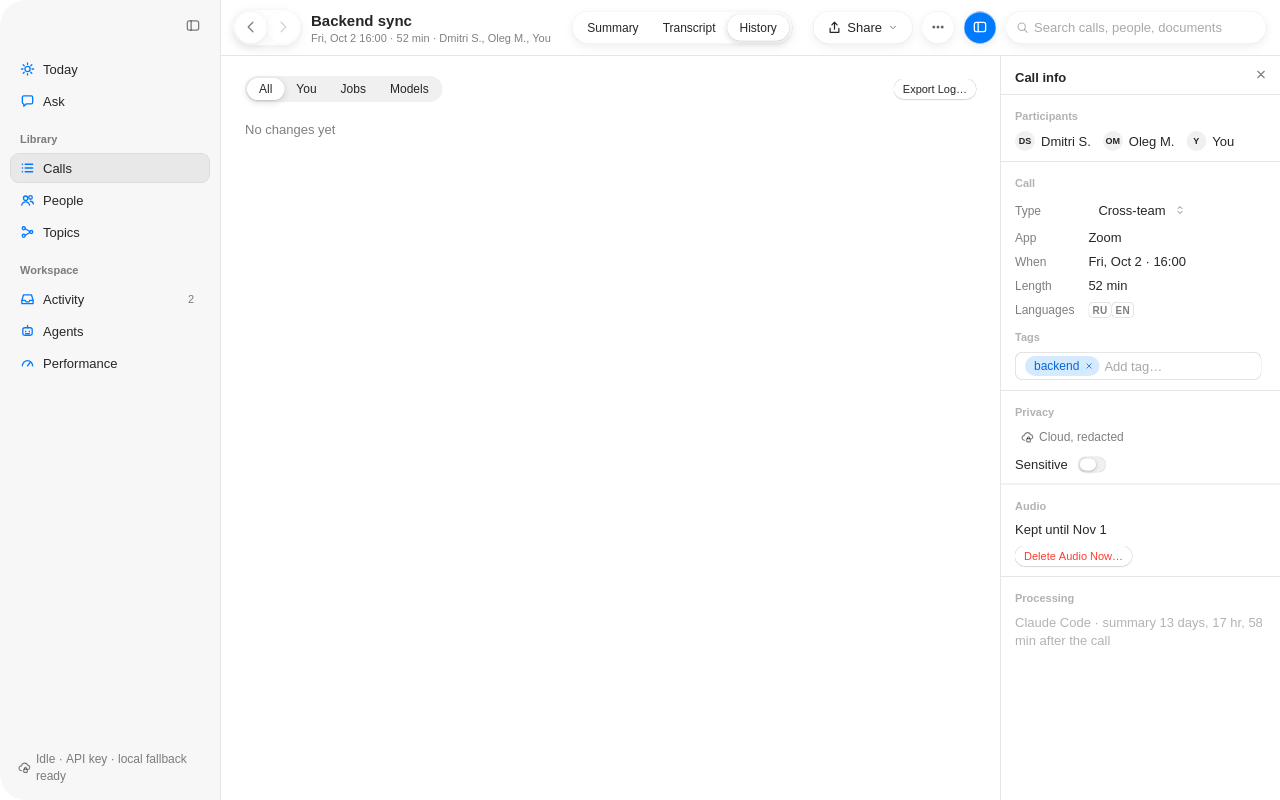 Today
Ask
Library
Calls
People
Topics
Workspace
Activity 2
Agents
Performance
Idle · API key · local fallback
ready
Backend sync
Fri, Oct 2 16:00 · 52 min · Dmitri S., Oleg M., You
Summary Transcript History
Share
Search calls, people, documents
All You Jobs Models
Export Log…
No changes yet
Call info
Participants
DS Dmitri S. OM Oleg M. Y You
Call
Type Cross-team
App Zoom
When Fri, Oct 2 · 16:00
Length 52 min
Languages RU EN
Tags
backend × Add tag…
Privacy
Cloud, redacted
Sensitive
Audio
Kept until Nov 1
Delete Audio Now…
Processing
Claude Code · summary 13 days, 17 hr, 58
min after the call